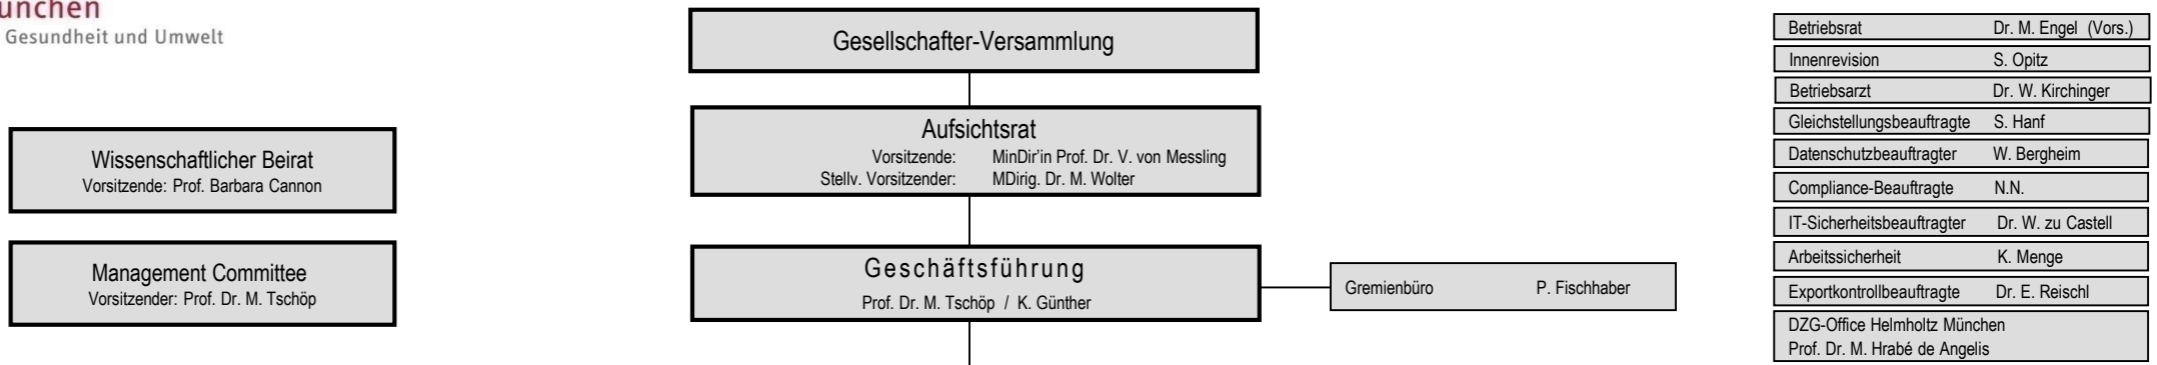 Gesundheit und Umwelt
Gesellschafter-Versammlung
Aufsichtsrat
Vorsitzende: MinDir'in Prof. Dr. V. von Messling
Stellv. Vorsitzender: MDirig. Dr. M. Wolter
Wissenschaftlicher Beirat
Vorsitzende: Prof. Barbara Cannon
Management Committee
Vorsitzender: Prof. Dr. M. Tschöp
Geschäftsführung
Prof. Dr. M. Tschöp / K. Günther
Gremienbüro P. Fischhaber
Betriebsrat Dr. M. Engel (Vors.)
Innenrevision S. Opitz
Betriebsarzt Dr. W. Kirchinger
Gleichstellungsbeauftragte S. Hanf
Datenschutzbeauftragter W. Bergheim
Compliance-Beauftragte N.N.
IT-Sicherheitsbeauftragter Dr. W. zu Castell
Arbeitssicherheit K. Menge
Exportkontrollbeauftragte Dr. E. Reischl
DZG-Office Helmholtz München
Prof. Dr. M. Hrabé de Angelis